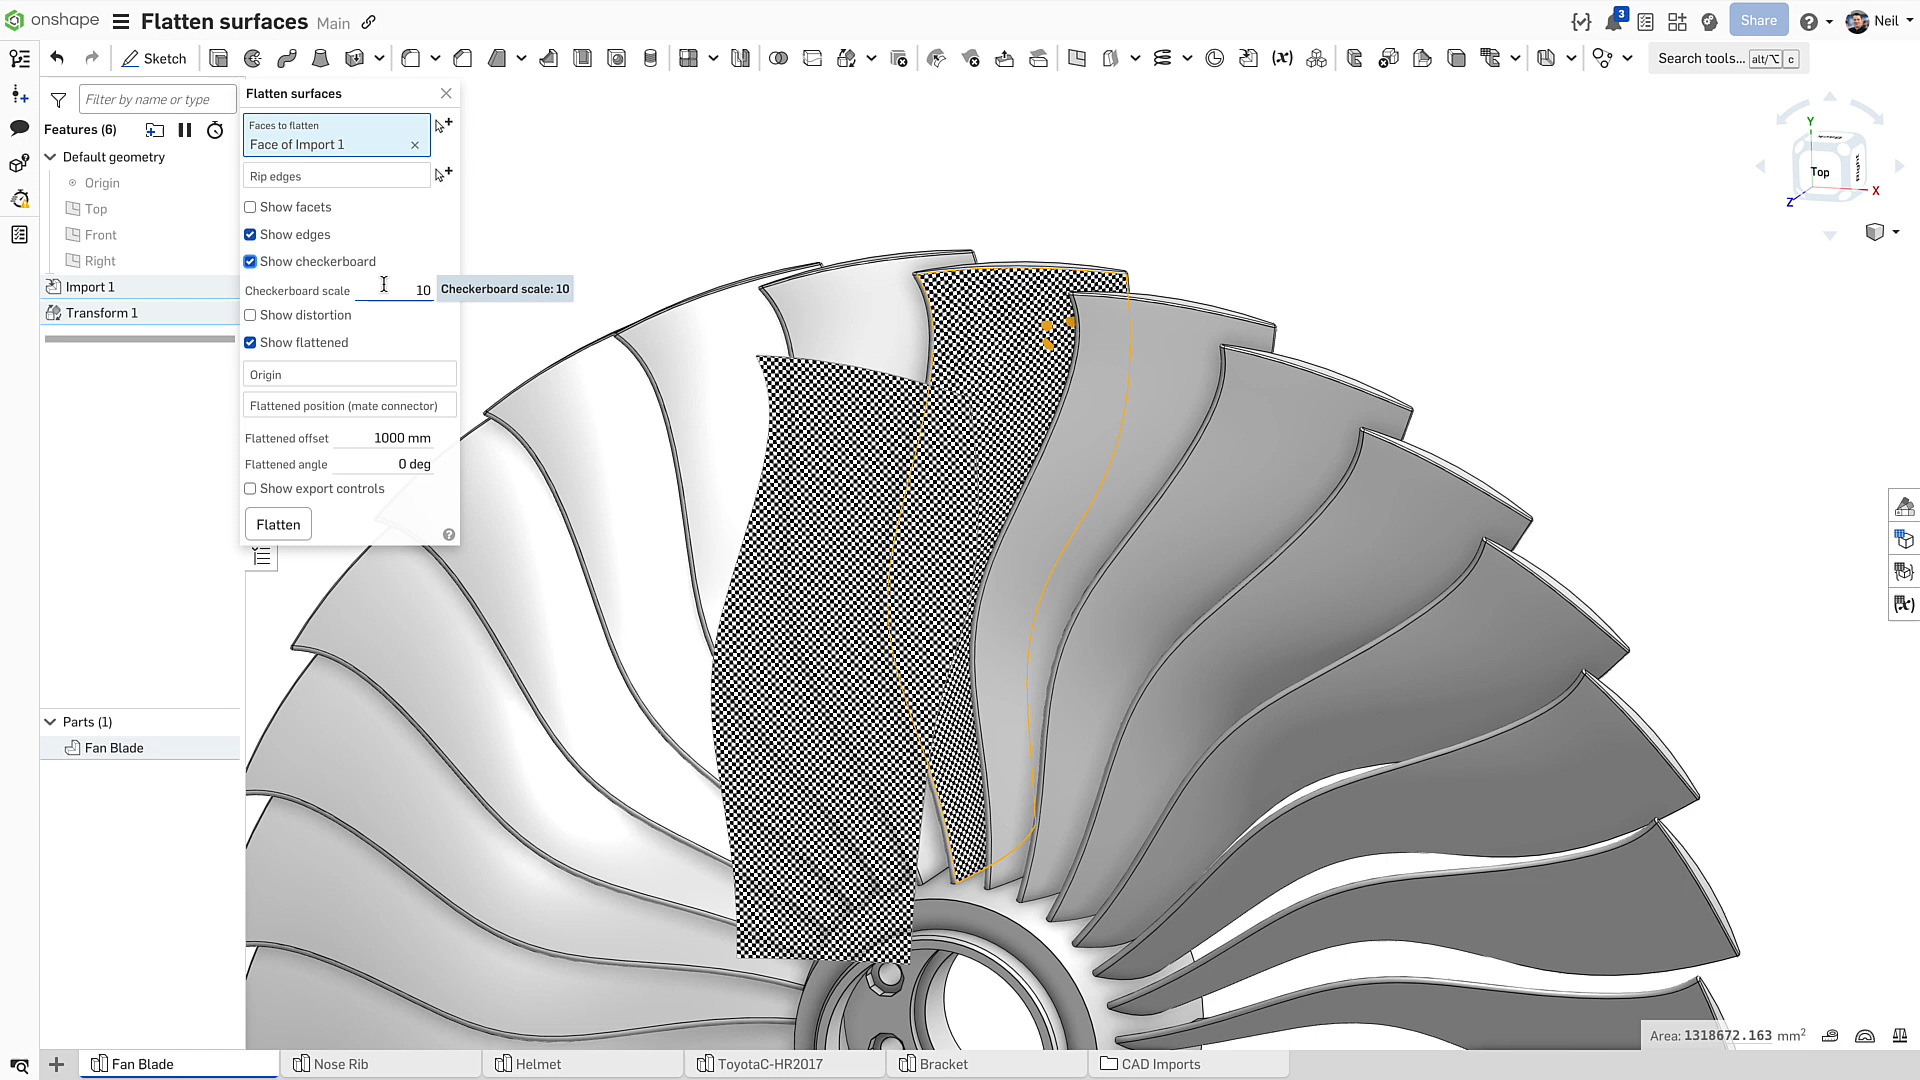 onshape
Flatten surfaces Main
3
Share
Neil
Sketch
Search tools... alt/⌥ c
Filter by name or type
Features (6)
Default geometry
Origin
Top
Front
Right
Import 1
Transform 1
Parts (1)
Fan Blade
Flatten surfaces
Faces to flatten
Face of Import 1
Rip edges
Show facets
Show edges
Show checkerboard
Checkerboard scale 10
Checkerboard scale: 10
Show distortion
Show flattened
Origin
Flattened position (mate connector)
Flattened offset 1000 mm
Flattened angle 0 deg
Show export controls
Flatten
Y
Top
X
Z
Area: 1318672.163 mm²
Fan Blade
Nose Rib
Helmet
ToyotaC-HR2017
Bracket
CAD Imports